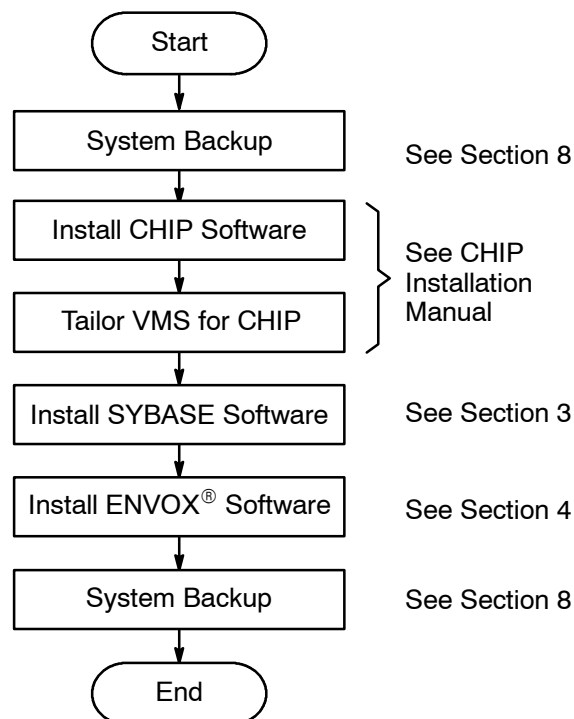 Start
System Backup
See Section 8
Install CHIP Software
Tailor VMS for CHIP
See CHIP
Installation
Manual
Install SYBASE Software
See Section 3
Install ENVOX® Software
See Section 4
System Backup
See Section 8
End